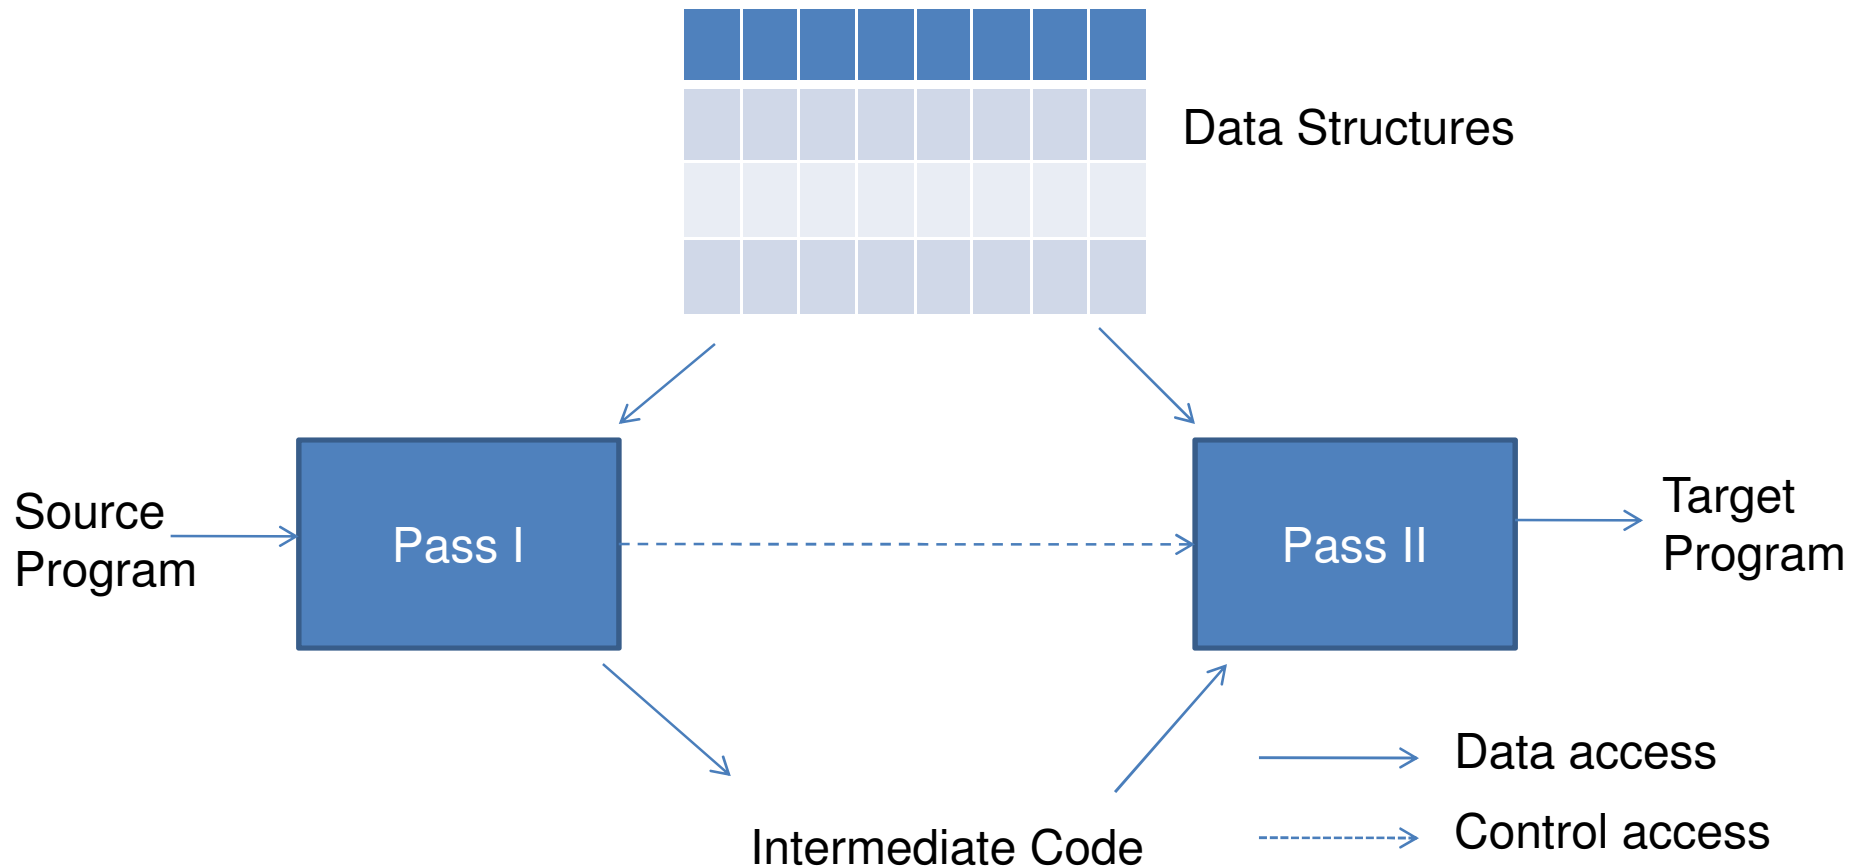 Data Structures
Source
Program
Pass I
Pass II
Target
Program
Data access
Control access
Intermediate Code